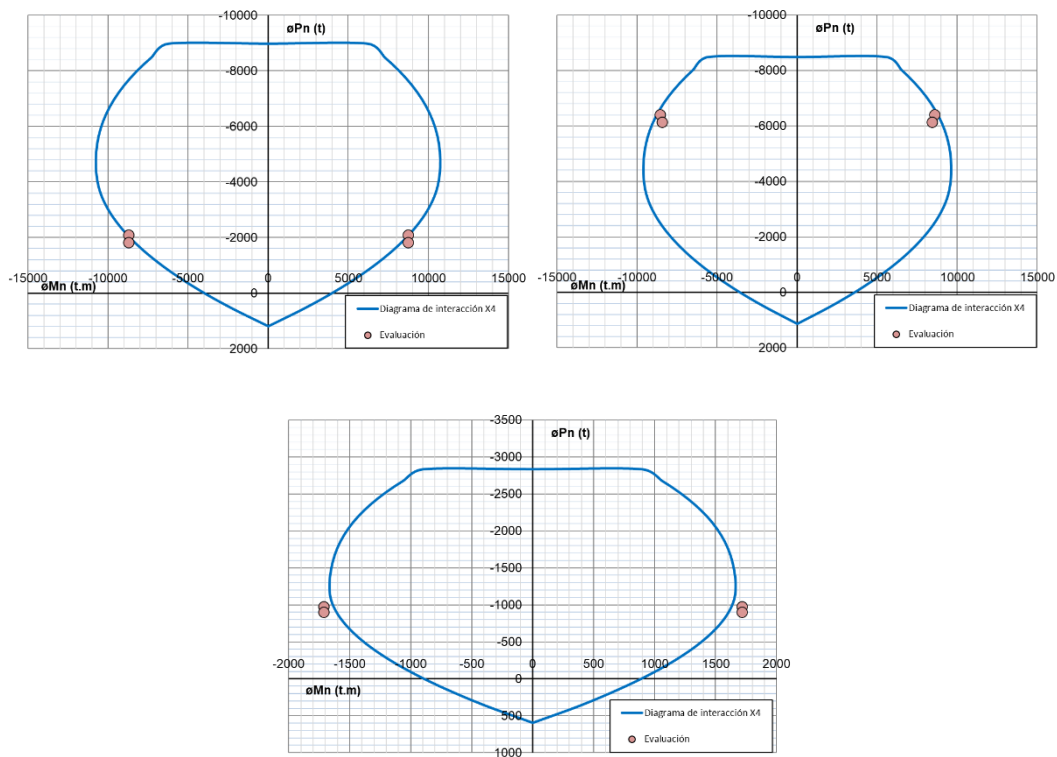 -10000
øPn (t)
-8000
-6000
-4000
-2000
-15000 -10000 -5000 0 5000 10000 15000
øMn (t.m)
0
Diagrama de interacción X4
Evaluación
2000
-10000
øPn (t)
-8000
-6000
-4000
-2000
-15000 -10000 -5000 0 5000 10000 15000
øMn (t.m)
0
Diagrama de interacción X4
Evaluación
2000
-3500
øPn (t)
-3000
-2500
-2000
-1500
-1000
-500
-2000 -1500 -1000 -500 0 500 1000 1500 2000
øMn (t.m)
0
500
Diagrama de interacción X4
Evaluación
1000